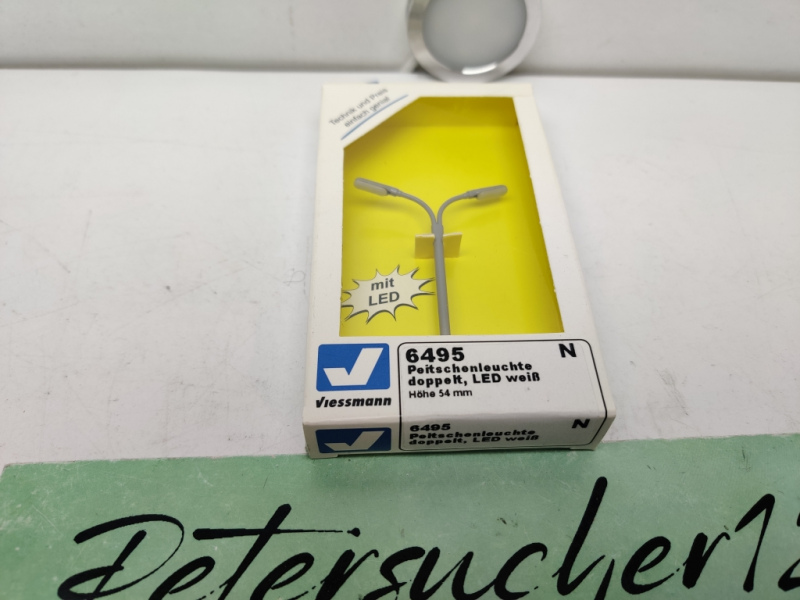 Technik und Preis
einfach genial
mit
LED
6495 N
Peitschenleuchte
doppelt, LED weiß
Höhe 54 mm
viessmann
6495 N
Peitschenleuchte
doppelt, LED weiß
Petersucher12